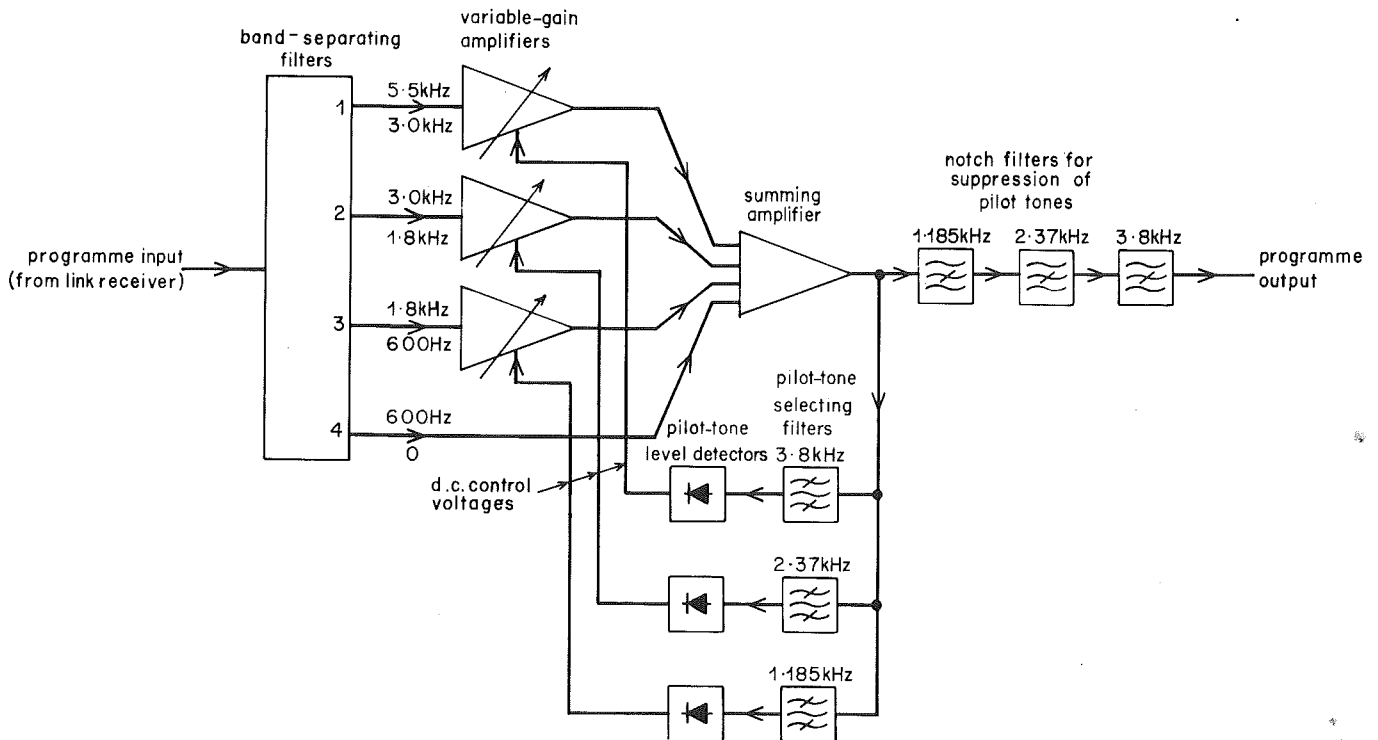 band-separating
filters
variable-gain
amplifiers
programme input
(from link receiver)
1
5.5kHz
3.0kHz
2
3.0kHz
1.8kHz
3
1.8kHz
600Hz
4
600Hz
0
summing
amplifier
notch filters for
suppression of
pilot tones
1.185kHz
2.37kHz
3.8kHz
programme
output
d.c. control
voltages
pilot-tone
level detectors
pilot-tone
selecting
filters
3.8kHz
2.37kHz
1.185kHz